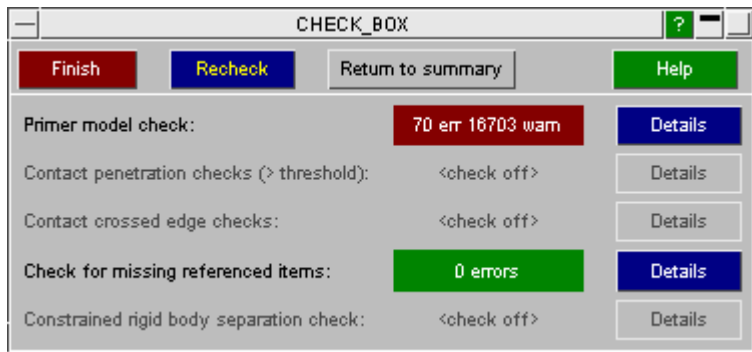 CHECK_BOX ?
Finish Recheck Return to summary Help
Primer model check: 70 err 16703 warn Details
Contact penetration checks (> threshold): <check off> Details
Contact crossed edge checks: <check off> Details
Check for missing referenced items: 0 errors Details
Constrained rigid body separation check: <check off> Details